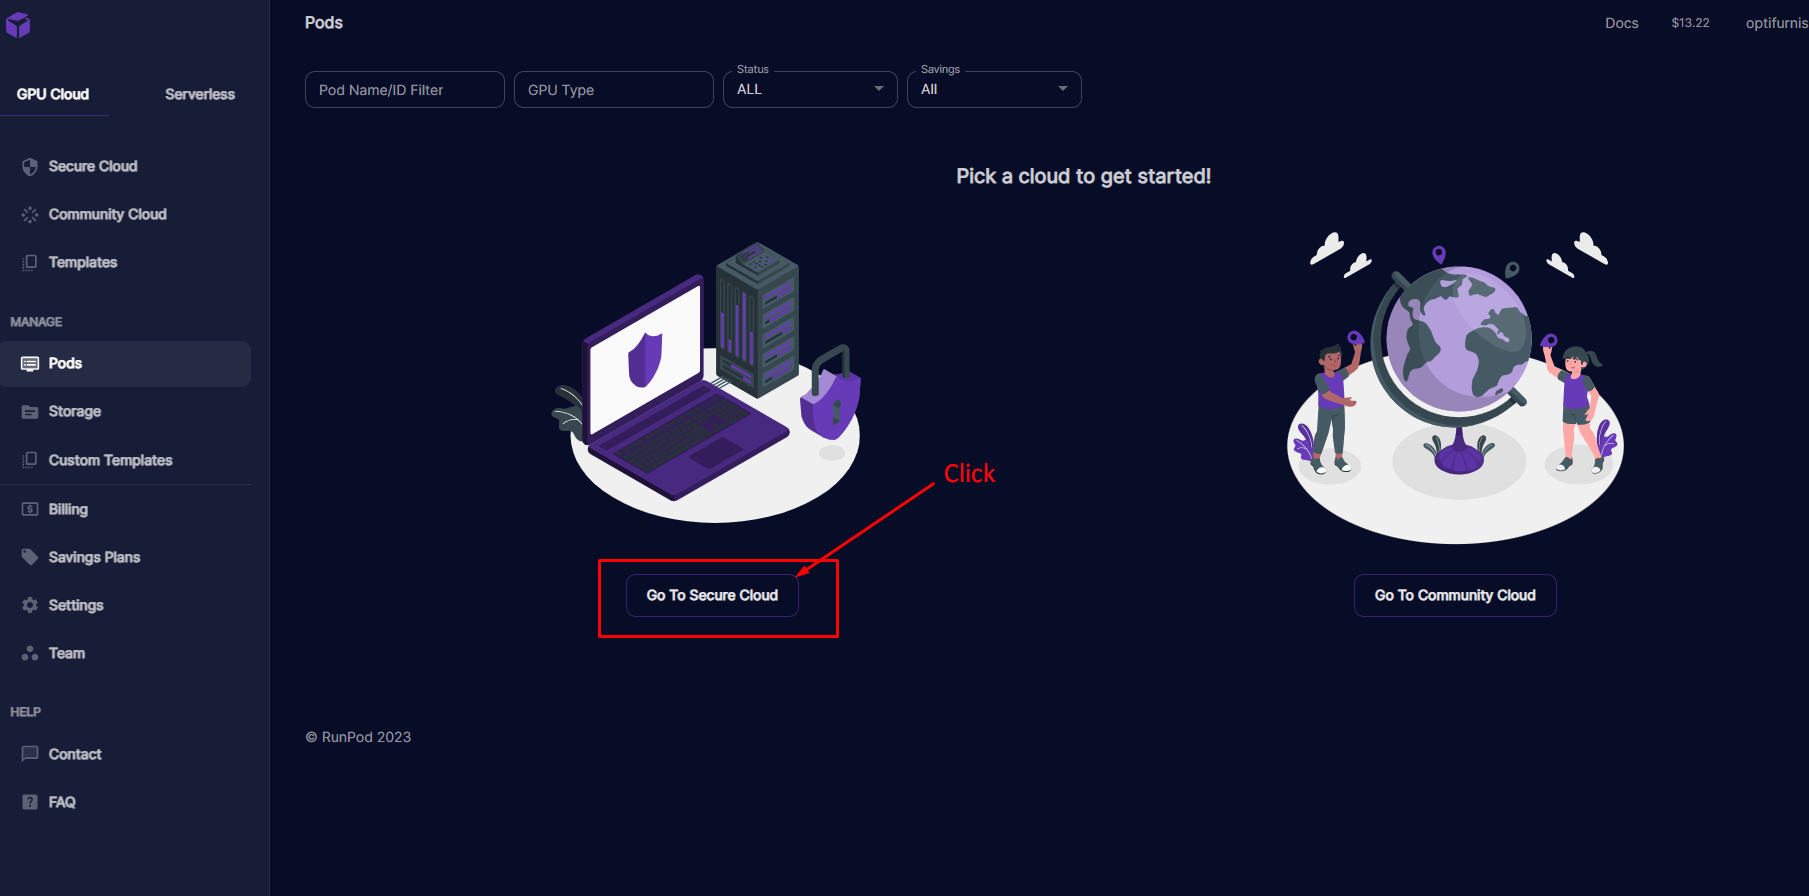 Pods
Docs
$13.22
optifurnis
GPU Cloud
Serverless
Pod Name/ID Filter
GPU Type
Status
ALL
Savings
All
Secure Cloud
Community Cloud
Templates
MANAGE
Pods
Storage
Custom Templates
Billing
Savings Plans
Settings
Team
HELP
Contact
FAQ
Pick a cloud to get started!
Click
Go To Secure Cloud
Go To Community Cloud
© RunPod 2023